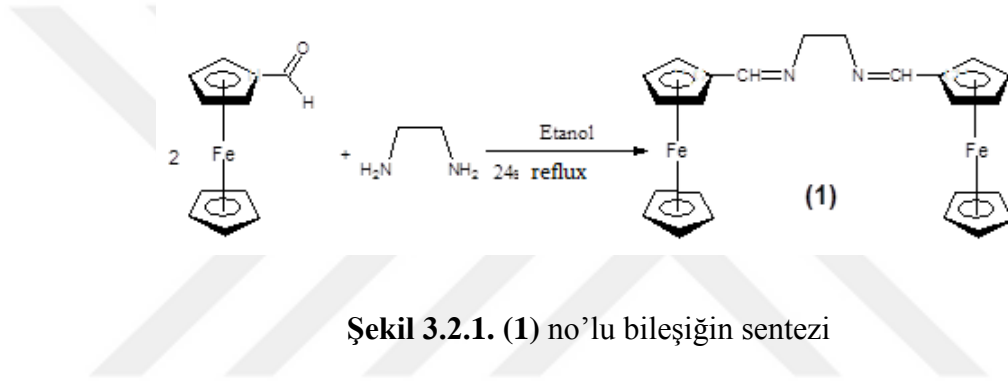 O
H
Fe
2
+
H₂N
NH₂
Etanol
24s reflux
CH=N
N=CH
Fe
Fe
(1)
Şekil 3.2.1. (1) no'lu bileşiğin sentezi